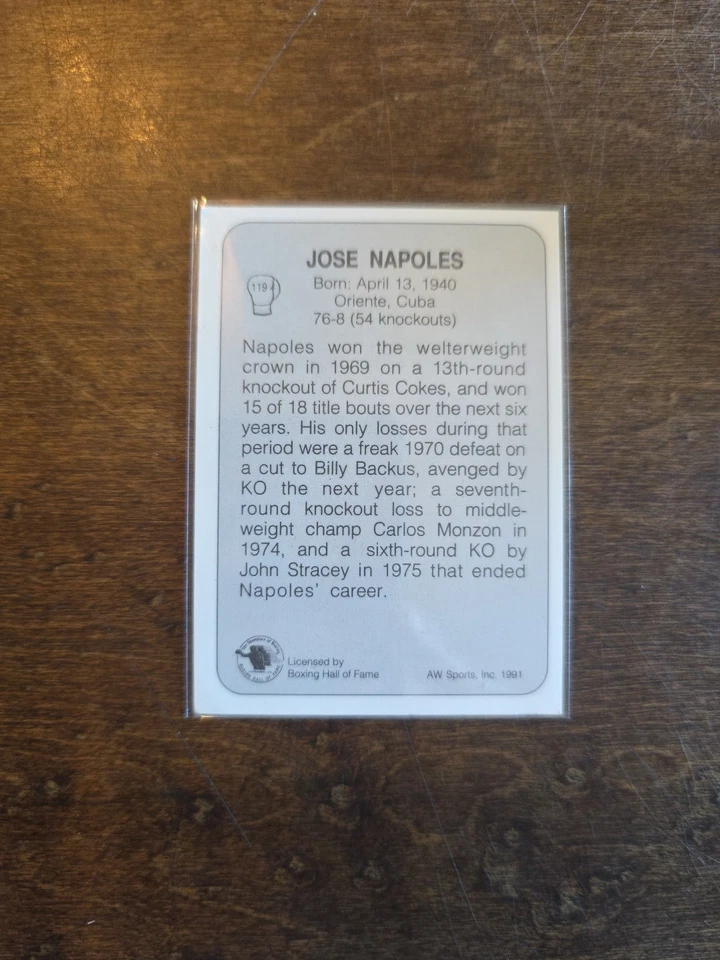 JOSE NAPOLES
119
Born: April 13, 1940
Oriente, Cuba
76-8 (54 knockouts)
Napoles won the welterweight
crown in 1969 on a 13th-round
knockout of Curtis Cokes, and won
15 of 18 title bouts over the next six
years. His only losses during that
period were a freak 1970 defeat on
a cut to Billy Backus, avenged by
KO the next year; a seventh-
round knockout loss to middle-
weight champ Carlos Monzon in
1974, and a sixth-round KO by
John Stracey in 1975 that ended
Napoles' career.
Licensed by
Boxing Hall of Fame
AW Sports, Inc. 1991